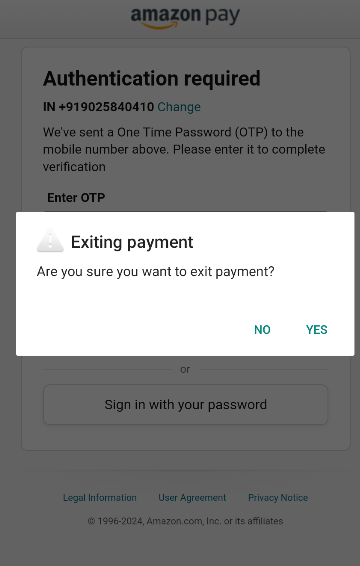 amazon pay
Authentication required
IN +919025840410 Change
We've sent a One Time Password (OTP) to the
mobile number above. Please enter it to complete
verification
Enter OTP
Exiting payment
Are you sure you want to exit payment?
NO YES
or
Sign in with your password
Legal Information User Agreement Privacy Notice
© 1996-2024, Amazon.com, Inc. or its affiliates